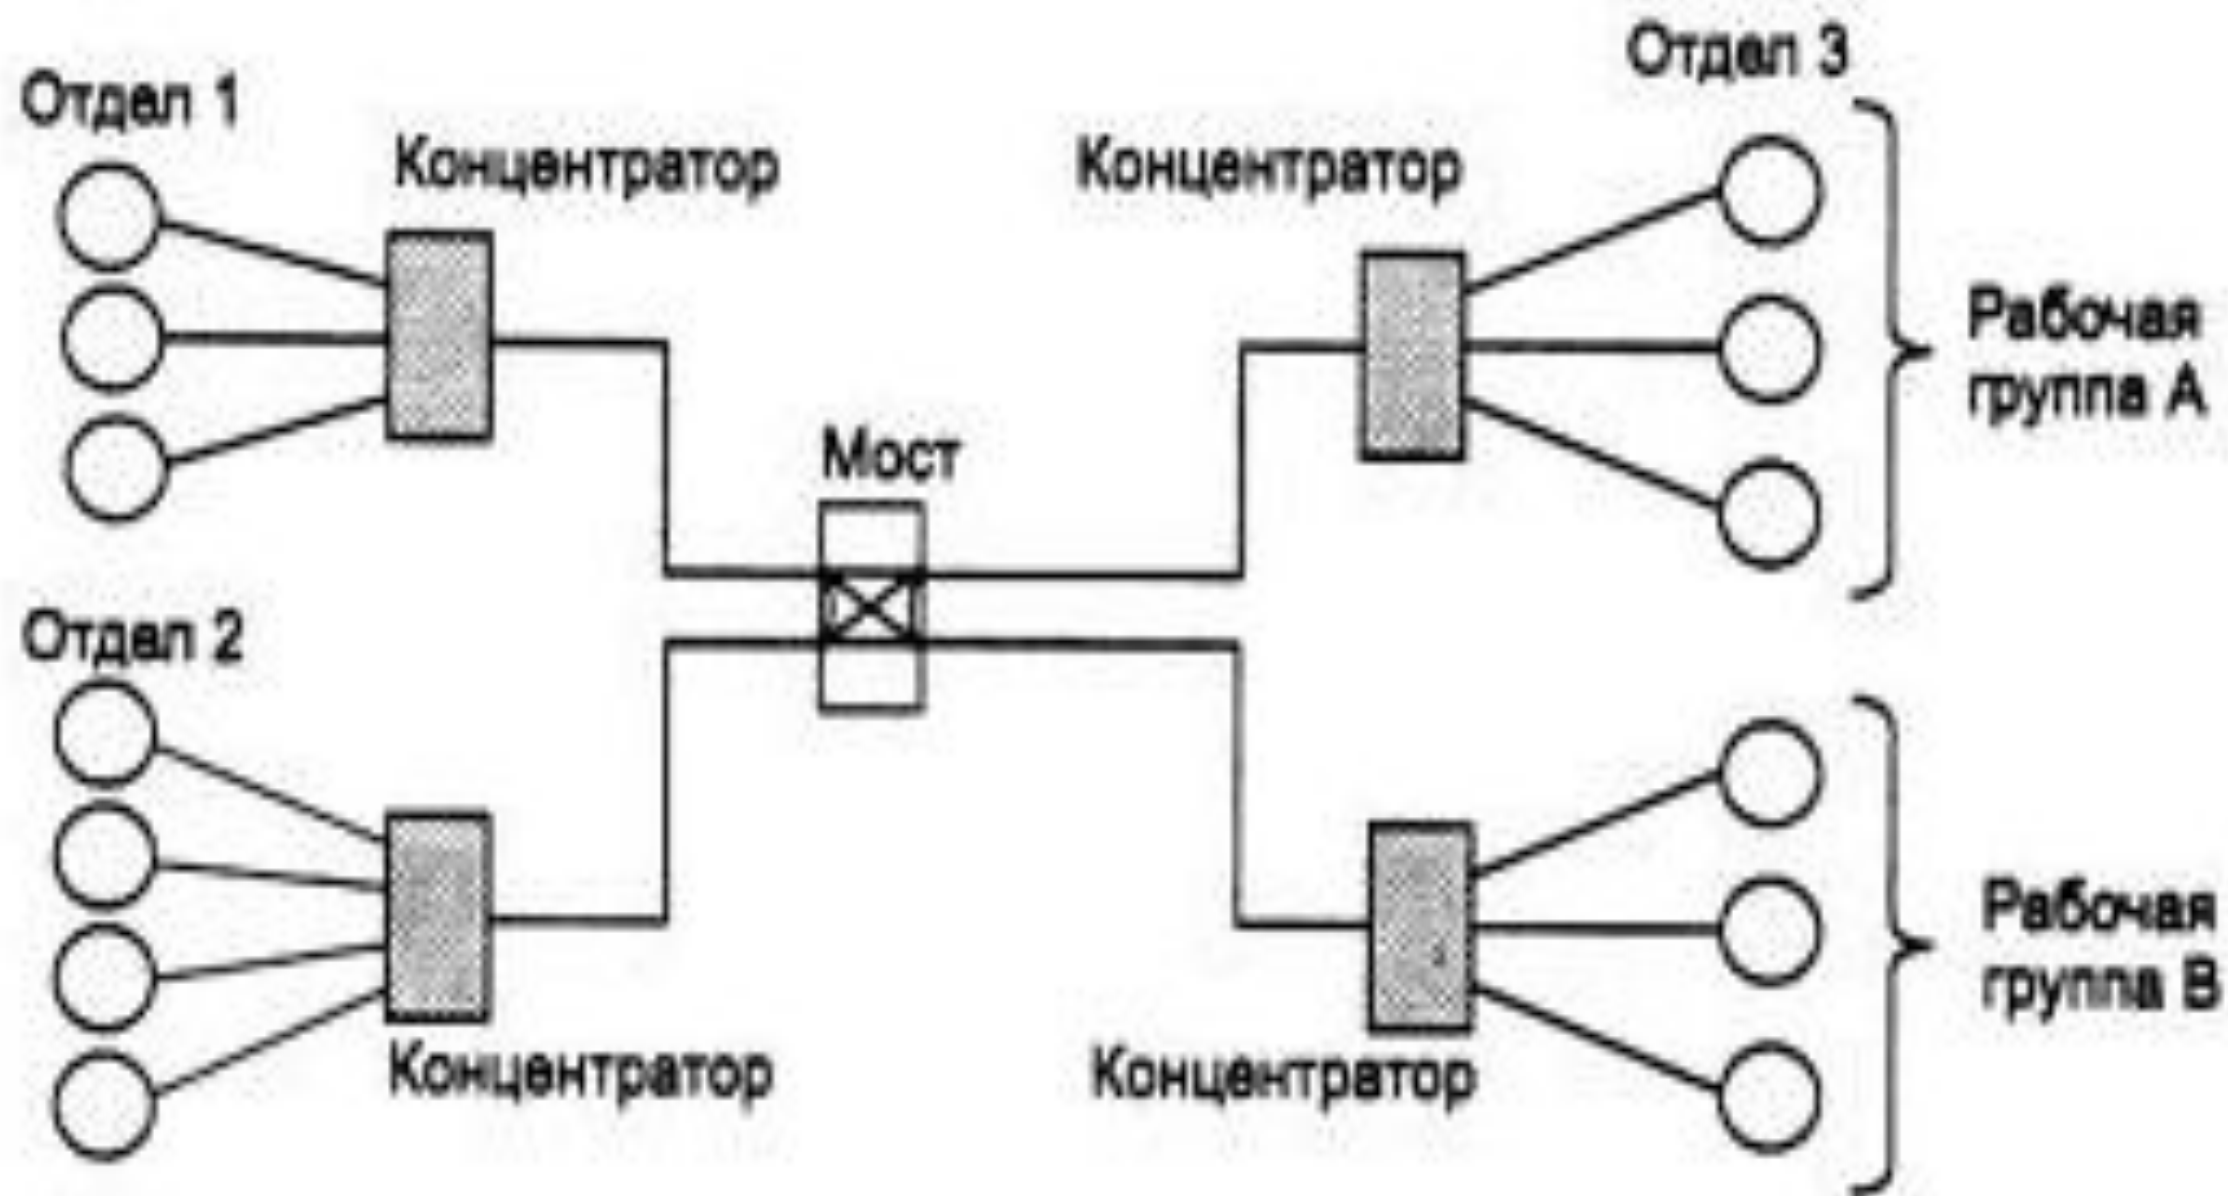 Отдел 1
Концентратор
Концентратор
Отдел 3
Рабочая
группа А
Мост
Отдел 2
Концентратор
Концентратор
Рабочая
группа В